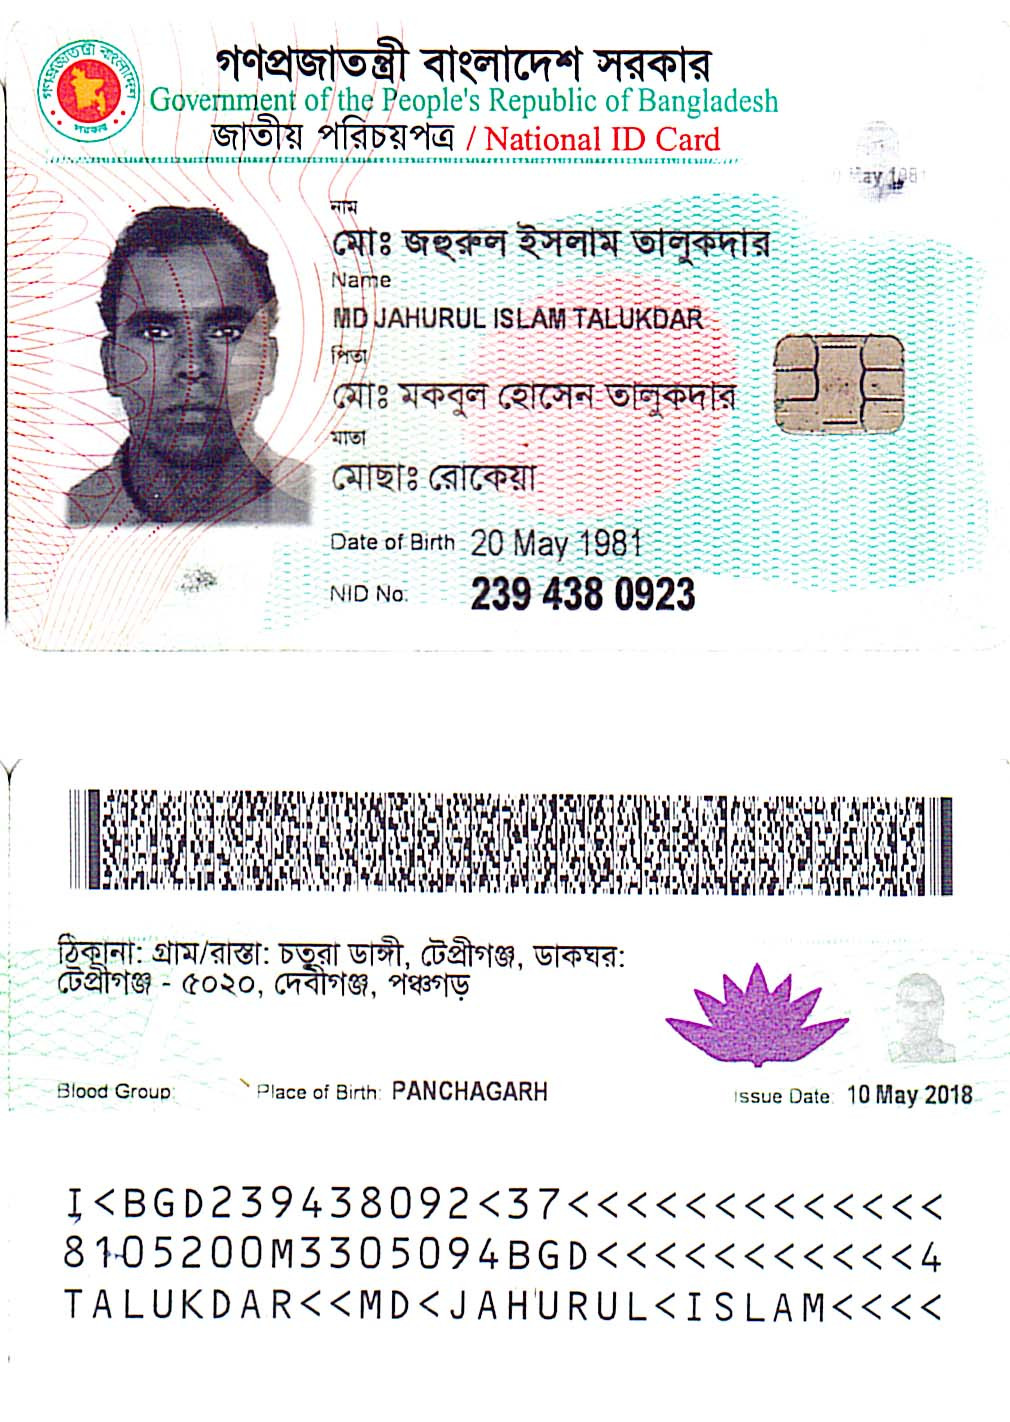 গণপ্রজাতন্ত্রী বাংলাদেশ সরকার
Government of the People's Republic of Bangladesh
জাতীয় পরিচয়পত্র / National ID Card
নাম
মোঃ জহুরুল ইসলাম তালুকদার
Name
MD JAHURUL ISLAM TALUKDAR
পিতা
মোঃ মকবুল হোসেন তালুকদার
মাতা
মোছাঃ রোকেয়া
Date of Birth 20 May 1981
NID No. 239 438 0923
ঠিকানা: গ্রাম/রাস্তা: চতুরা ডাঙ্গী, টেপ্রীগঞ্জ, ডাকঘর:
টেপ্রীগঞ্জ - ৫০২০, দেবীগঞ্জ, পঞ্চগড়
Blood Group: Place of Birth: PANCHAGARH Issue Date: 10 May 2018
I<BGD239438092<37<<<<<<<<<<<<<
8105200M3305094BGD<<<<<<<<<<<4
TALUKDAR<<MD<JAHURUL<ISLAM<<<<